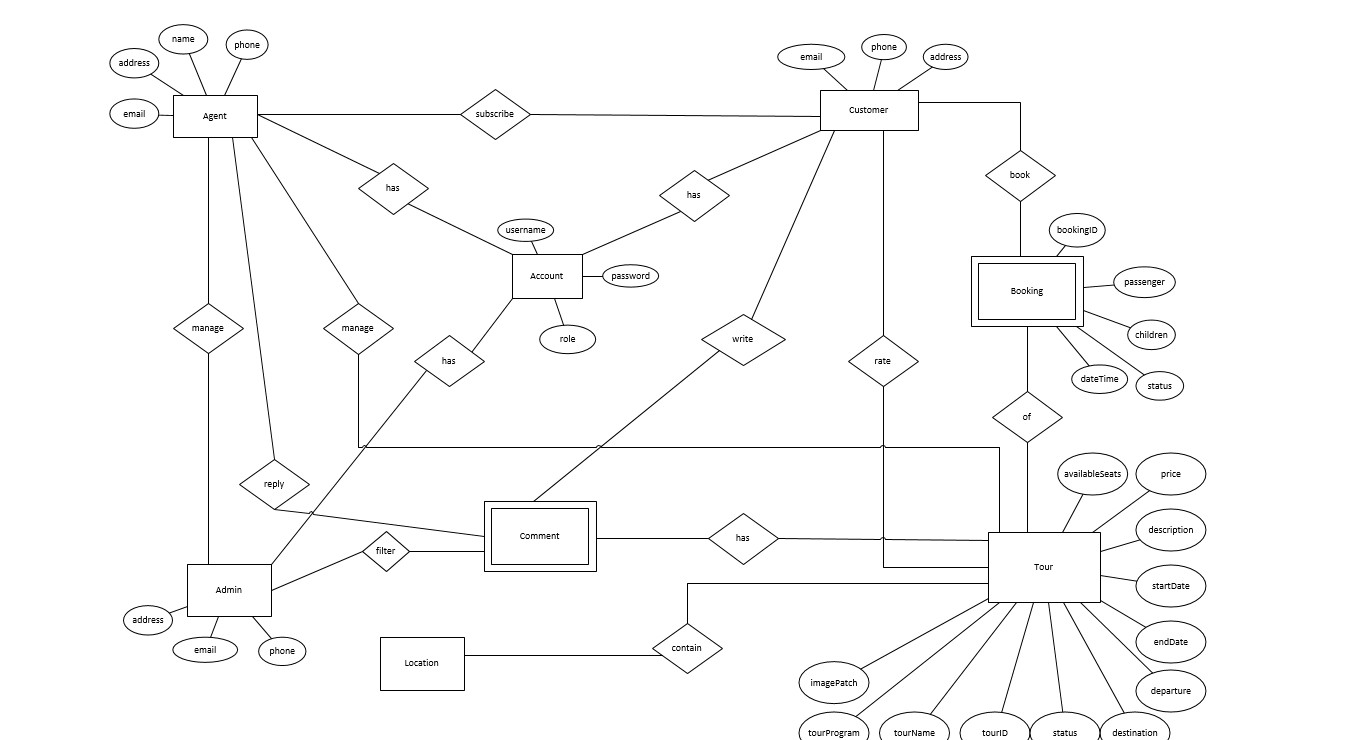 name
phone
address
email
Agent
subscribe
email
phone
address
Customer
has
has
book
username
Account
password
role
bookingID
Booking
passenger
children
dateTime
status
manage
manage
has
write
rate
of
reply
filter
Comment
has
availableSeats
price
description
startDate
Tour
endDate
departure
Admin
address
email
phone
Location
contain
imagePatch
tourProgram
tourName
tourID
status
destination